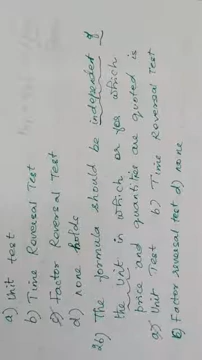 a) Unit test
b) Time Reversal Test
c) Factor Reversal Test
d) none holds
26) The formula should be independent of
the unit in which or for which
price and quantities are quoted is
a) Unit Test b) Time Reversal Test
c) Factor reversal test d) none